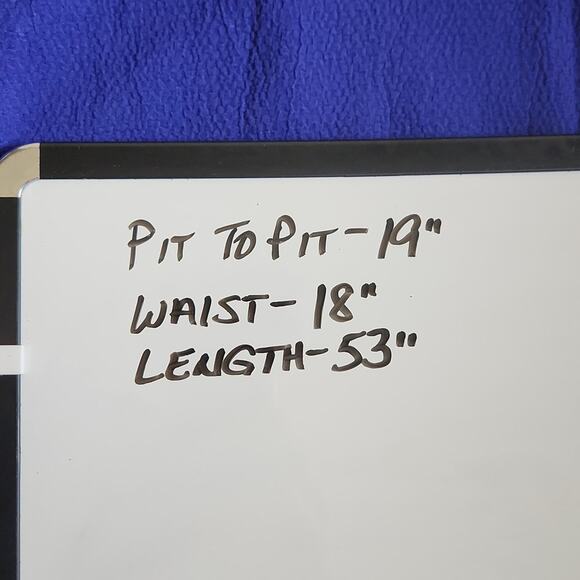 PIT TO PIT-19"
WAIST-18"
LENGTH-53"